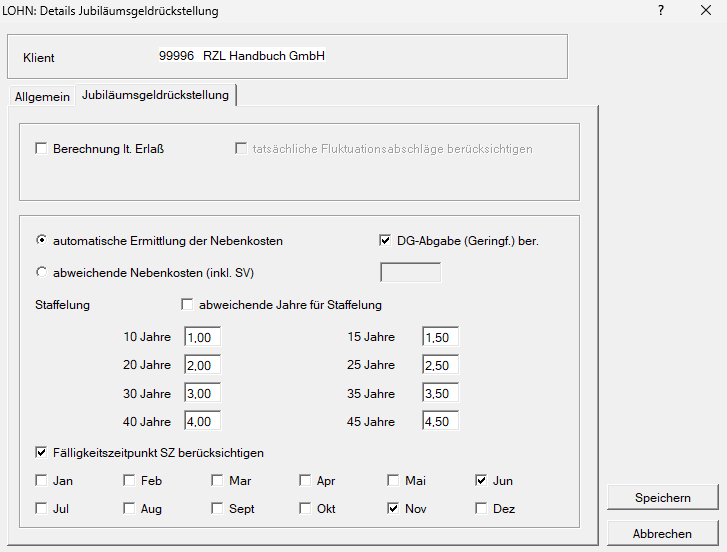 LOHN: Details Jubiläumsgeldrückstellung ? X
Klient 99996 RZL Handbuch GmbH
Allgemein Jubiläumsgeldrückstellung
Berechnung lt. Erlaß tatsächliche Fluktuationsabschläge berücksichtigen
automatische Ermittlung der Nebenkosten DG-Abgabe (Geringf.) ber.
abweichende Nebenkosten (inkl. SV)
Staffelung abweichende Jahre für Staffelung
10 Jahre 1,00 15 Jahre 1,50
20 Jahre 2,00 25 Jahre 2,50
30 Jahre 3,00 35 Jahre 3,50
40 Jahre 4,00 45 Jahre 4,50
Fälligkeitszeitpunkt SZ berücksichtigen
Jan Feb Mar Apr Mai Jun
Jul Aug Sept Okt Nov Dez
Speichern
Abbrechen